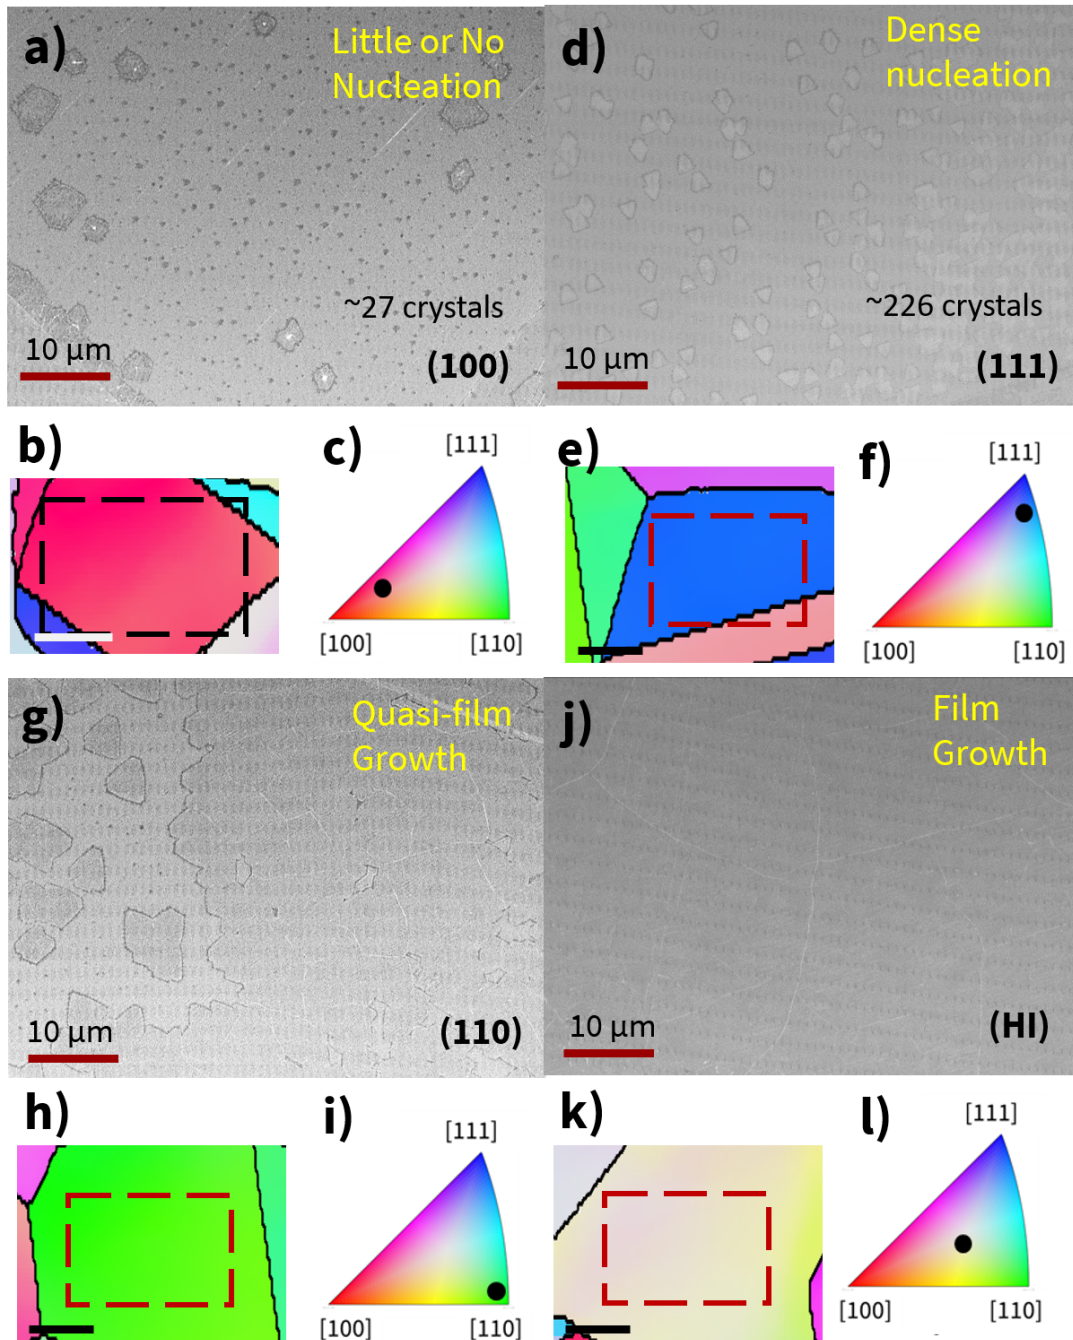 a)
Little or No
Nucleation
~27 crystals
10 μm
(100)
d)
Dense
nucleation
~226 crystals
10 μm
(111)
b)
c)
[111]
[100]
[110]
e)
f)
[111]
[100]
[110]
g)
Quasi-film
Growth
10 μm
(110)
j)
Film
Growth
10 μm
(HI)
h)
i)
[111]
[100]
[110]
k)
l)
[111]
[100]
[110]